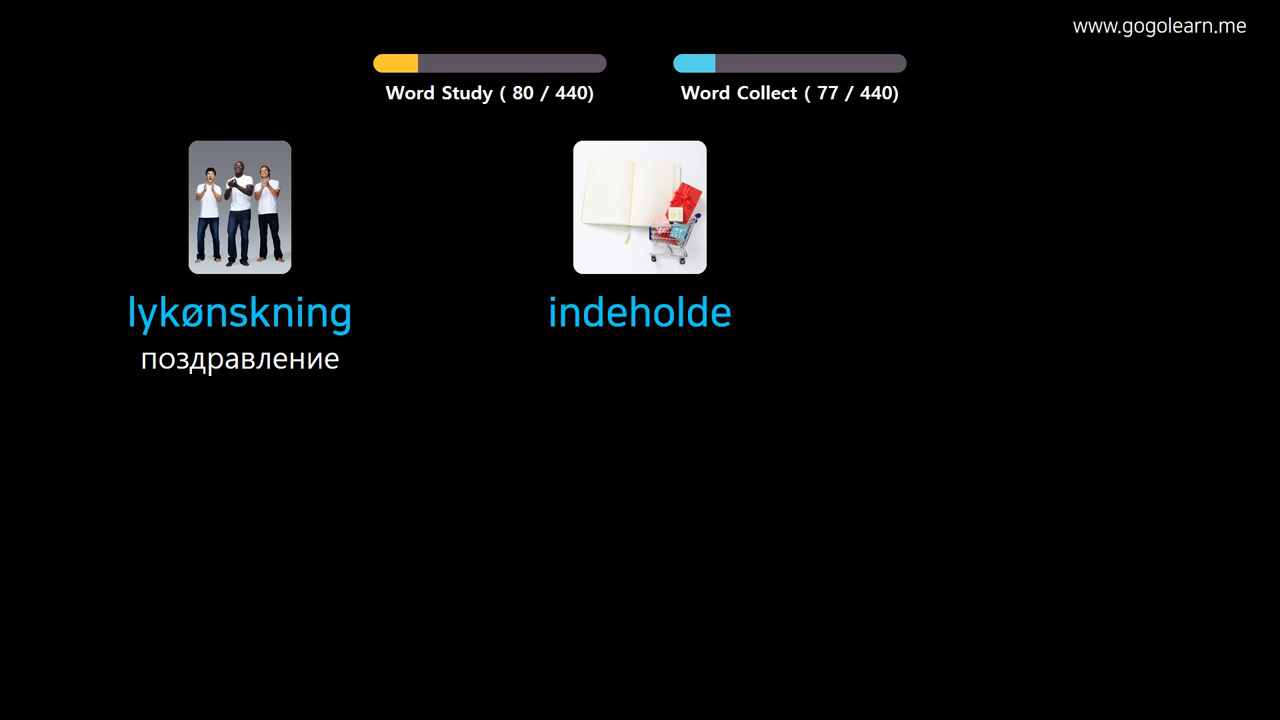 www.gogolearn.me
Word Study ( 80 / 440)
Word Collect ( 77 / 440)
lykønskning
поздравление
indeholde